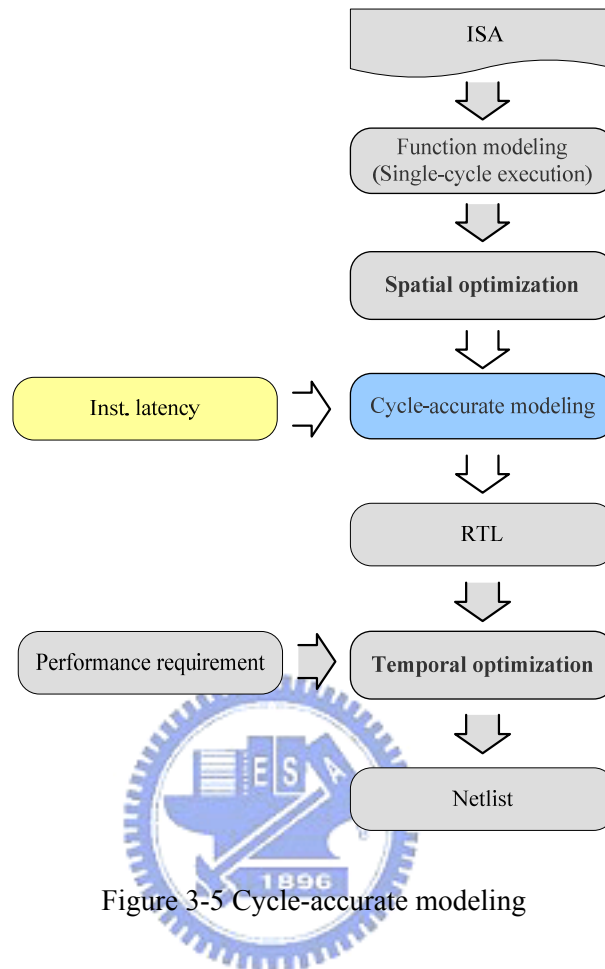 ISA
Function modeling
(Single-cycle execution)
Spatial optimization
Inst. latency
Cycle-accurate modeling
RTL
Performance requirement
Temporal optimization
E S A
Netlist
1896
Figure 3-5 Cycle-accurate modeling